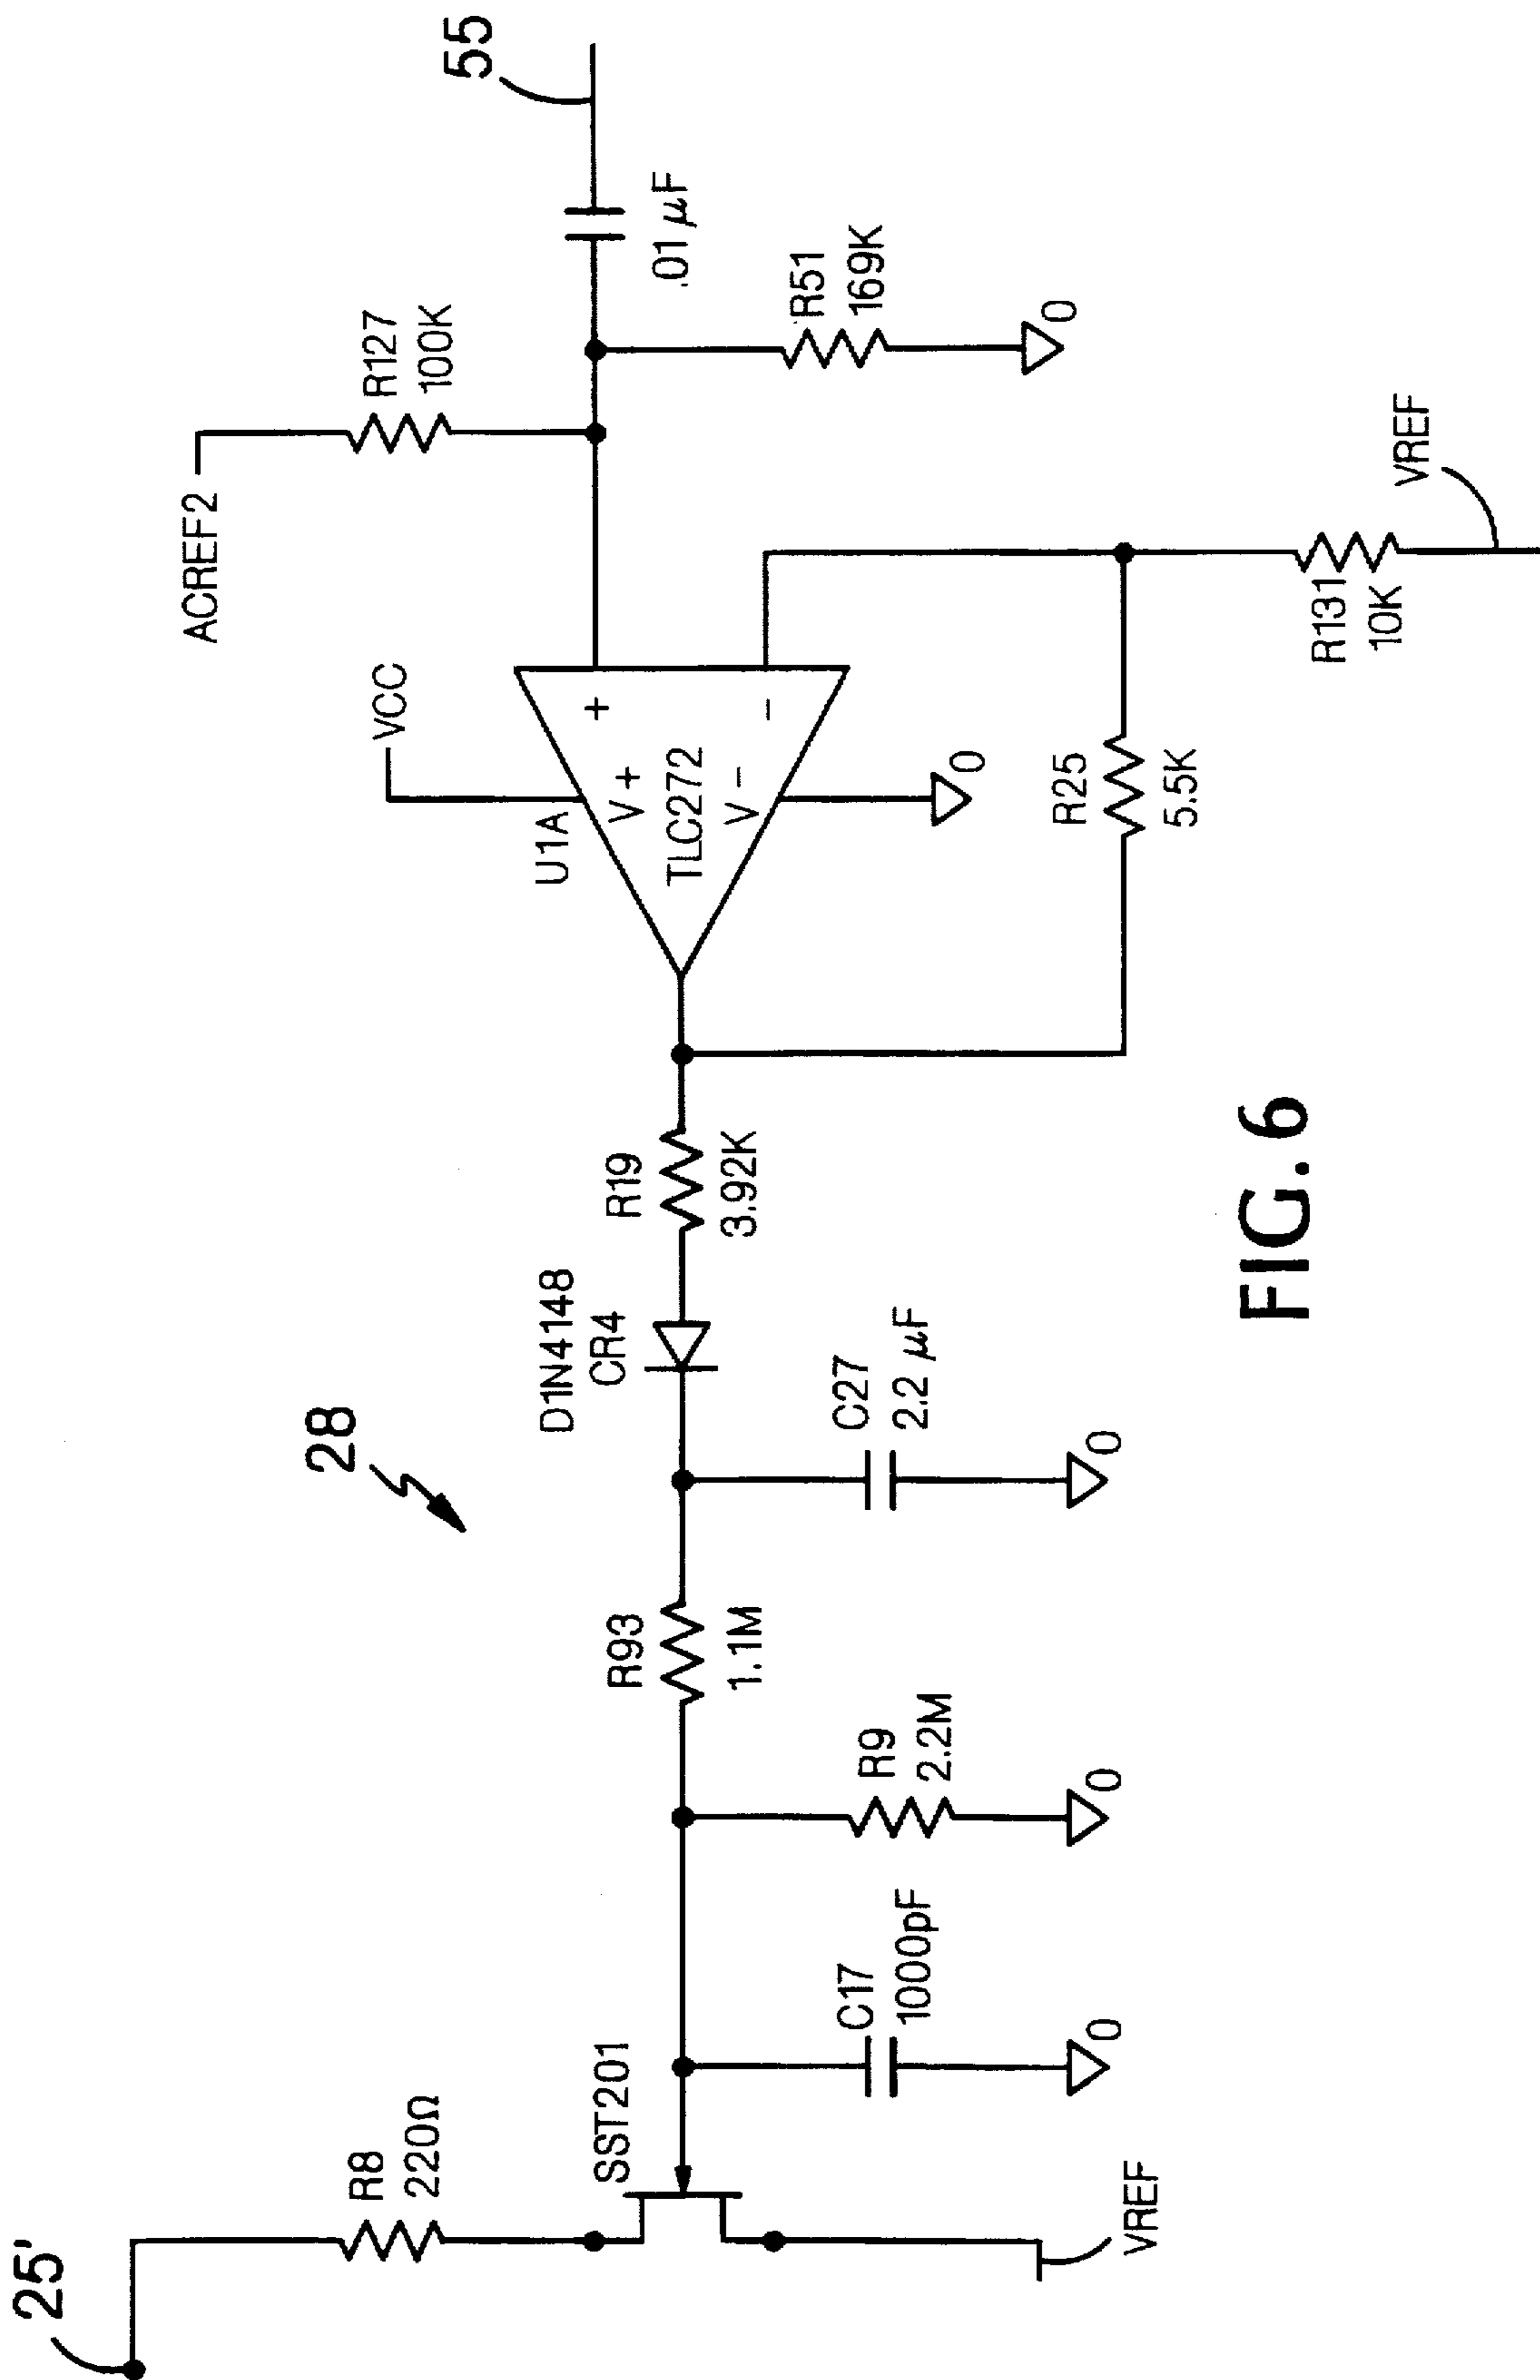 25'
R8
220Ω
SST201
VREF
C17
1000pF
0
R9
2.2M
0
R93
1.1M
28
C27
2.2 μF
0
D1N4148
CR4
R19
3.92K
U1A
VCC
V +
TLC272
V -
+
-
0
R25
5.5K
ACREF2
R127
100K
R51
169K
0
.01 μF
55
R131
10K
VREF
FIG. 6